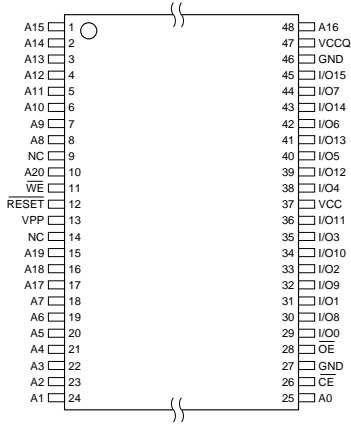 A15 1 48 A16
A14 2 47 VCCQ
A13 3 46 GND
A12 4 45 I/O15
A11 5 44 I/O7
A10 6 43 I/O14
A9 7 42 I/O6
A8 8 41 I/O13
NC 9 40 I/O5
A20 10 39 I/O12
WE 11 38 I/O4
RESET 12 37 VCC
VPP 13 36 I/O11
NC 14 35 I/O3
A19 15 34 I/O10
A18 16 33 I/O2
A17 17 32 I/O9
A7 18 31 I/O1
A6 19 30 I/O8
A5 20 29 I/O0
A4 21 28 OE
A3 22 27 GND
A2 23 26 CE
A1 24 25 A0